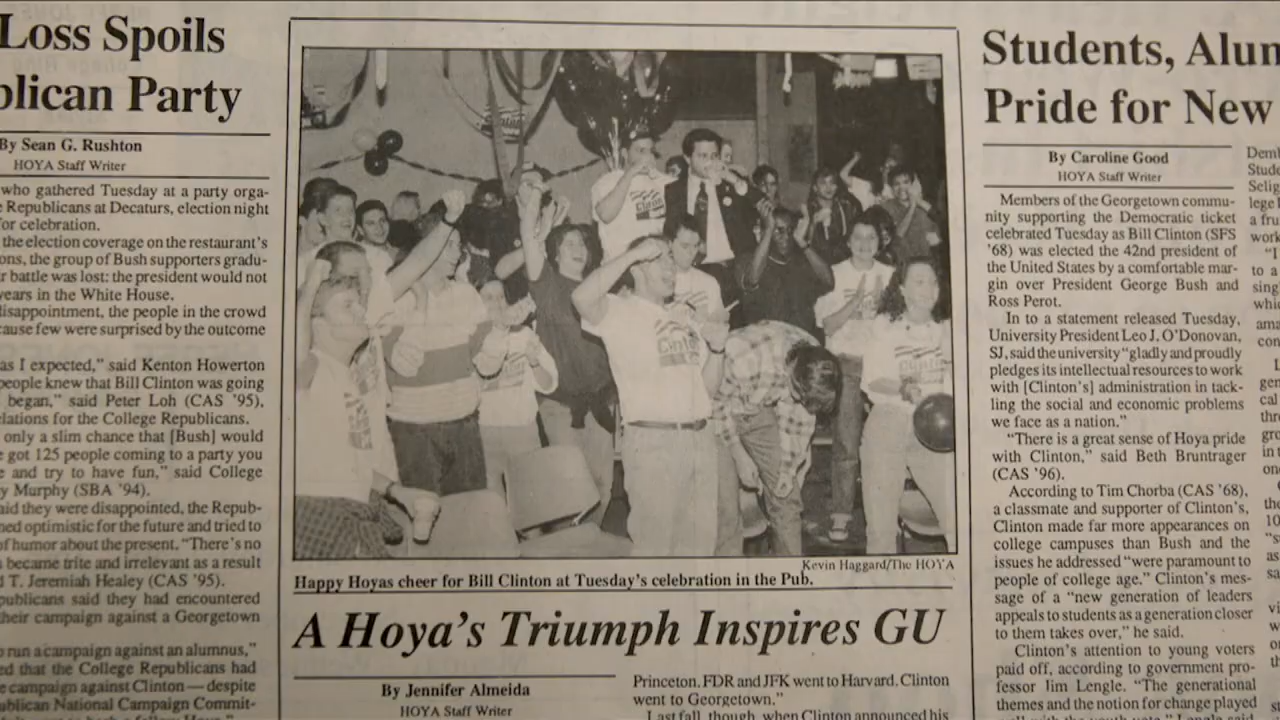 Loss Spoils
blican Party
By Sean G. Rushton
HOYA Staff Writer
who gathered Tuesday at a party orga-
Republicans at Decaturs, election night
or celebration.
the election coverage on the restaurant's
ons, the group of Bush supporters gradu-
r battle was lost: the president would not
years in the White House.
disappointment, the people in the crowd
cause few were surprised by the outcome
as I expected," said Kenton Howerton
people knew that Bill Clinton was going
began," said Peter Loh (CAS '95),
elations for the College Republicans.
only a slim chance that [Bush] would
got 125 people coming to a party you
and try to have fun," said College
y Murphy (SBA '94).
aid they were disappointed, the Repub-
ned optimistic for the future and tried to
of humor about the present. "There's no
became trite and irrelevant as a result
T. Jeremiah Healey (CAS '95).
publicans said they had encountered
their campaign against a Georgetown
run a campaign against an alumnus,"
ed that the College Republicans had
e campaign against Clinton — despite
publican National Campaign Commit-
Clinton
Kevin Haggard/The HOYA
Happy Hoyas cheer for Bill Clinton at Tuesday's celebration in the Pub.
A Hoya's Triumph Inspires GU
By Jennifer Almeida
HOYA Staff Writer
Princeton. FDR and JFK went to Harvard. Clinton
went to Georgetown."
Last fall, though, when Clinton announced his
Students, Alum
Pride for New
By Caroline Good
HOYA Staff Writer
Members of the Georgetown commu-
nity supporting the Democratic ticket
celebrated Tuesday as Bill Clinton (SFS
'68) was elected the 42nd president of
the United States by a comfortable mar-
gin over President George Bush and
Ross Perot.
In to a statement released Tuesday,
University President Leo J. O'Donovan,
SJ, said the university "gladly and proudly
pledges its intellectual resources to work
with [Clinton's] administration in tack-
ling the social and economic problems
we face as a nation."
"There is a great sense of Hoya pride
with Clinton," said Beth Bruntrager
(CAS '96).
According to Tim Chorba (CAS '68),
a classmate and supporter of Clinton's,
Clinton made far more appearances on
college campuses than Bush and the
issues he addressed "were paramount to
people of college age." Clinton's mes-
sage of a "new generation of leaders
appeals to students as a generation closer
to them takes over," he said.
Clinton's attention to young voters
paid off, according to government pro-
fessor Jim Lengle. "The generational
themes and the notion for change played